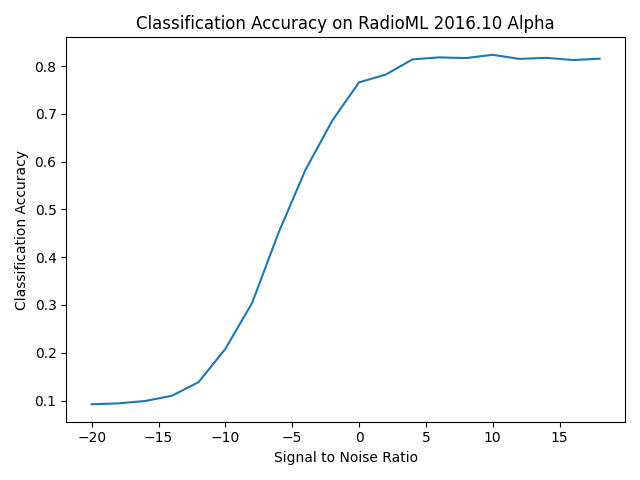 Classification Accuracy on RadioML 2016.10 Alpha
Classification Accuracy
0.8
0.7
0.6
0.5
0.4
0.3
0.2
0.1
−20 −15 −10 −5 0 5 10 15
Signal to Noise Ratio